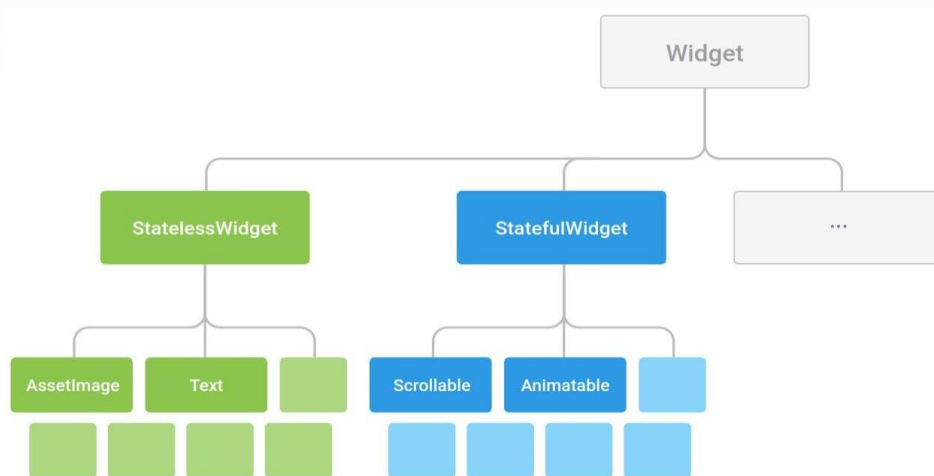 Widget
StatelessWidget
StatefulWidget
...
AssetImage
Text
Scrollable
Animatable